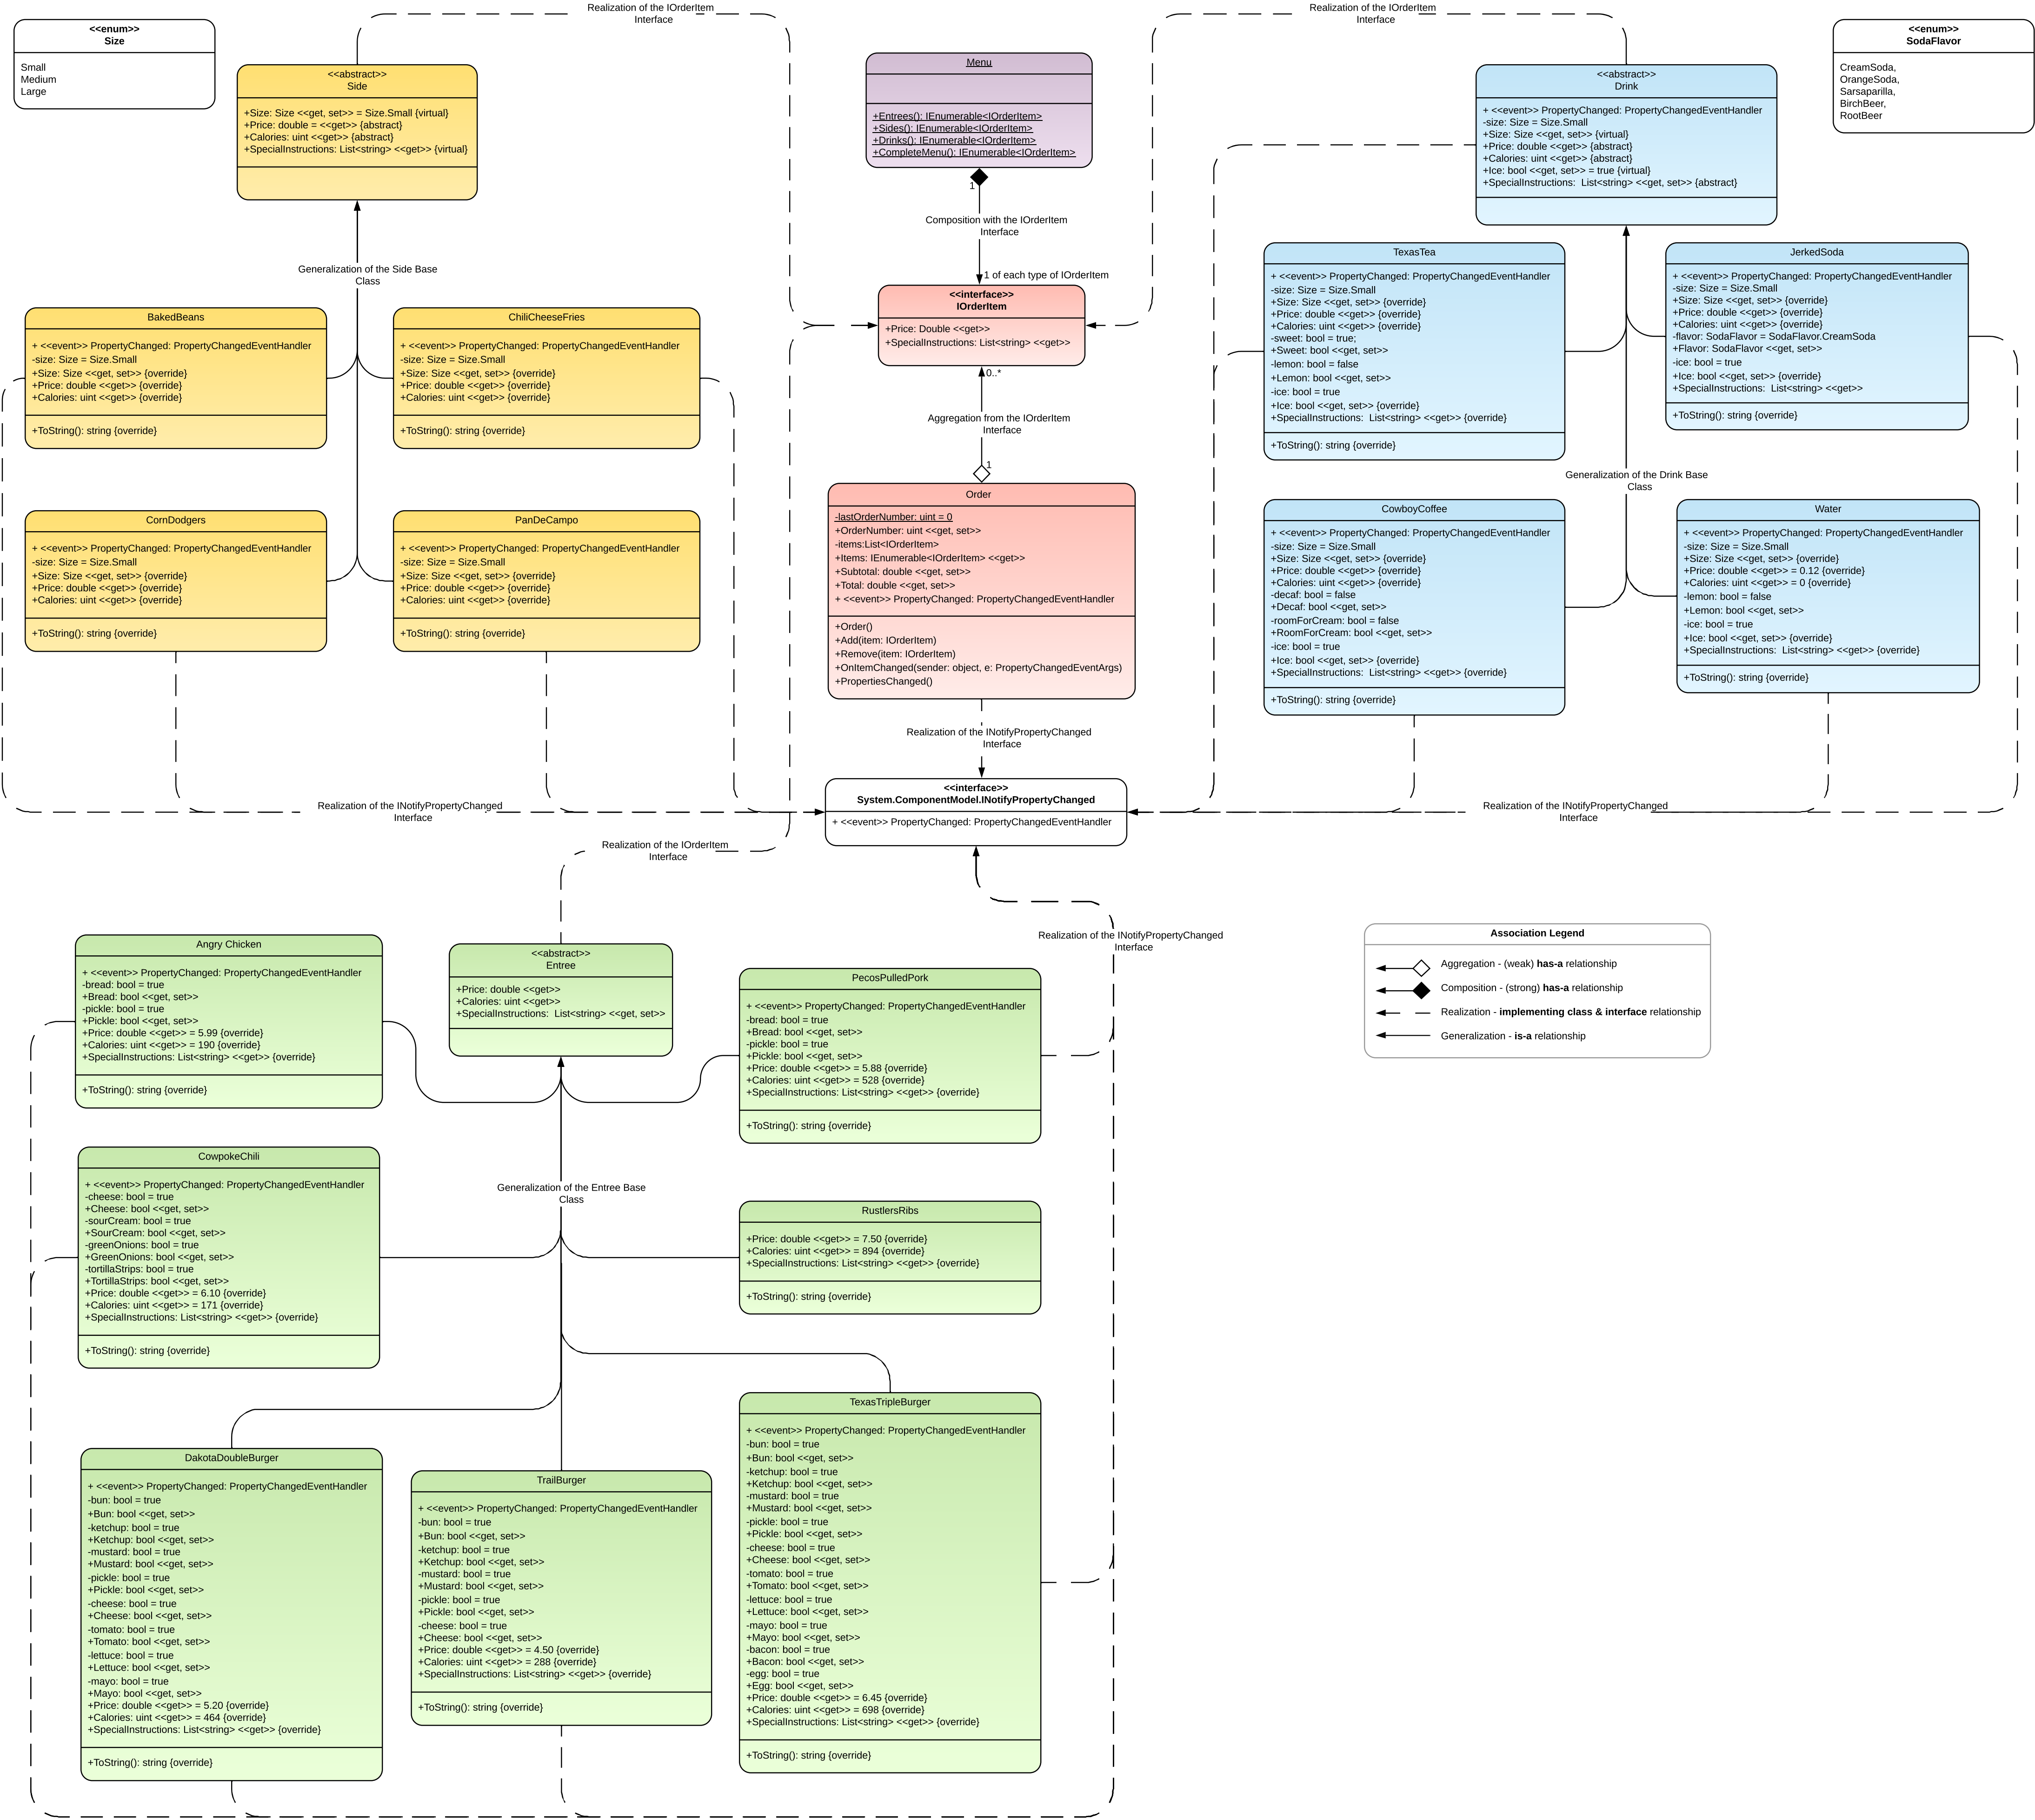 Realization of the IOrderItem
Interface
Realization of the IOrderItem
Interface
<<enum>>
Size
Small
Medium
Large
<<abstract>>
Side
+Size: Size <<get, set>> = Size.Small {virtual}
+Price: double = <<get>> {abstract}
+Calories: uint <<get>> {abstract}
+SpecialInstructions: List<string> <<get>> {virtual}
Menu
+Entrees(): IEnumerable<IOrderItem>
+Sides(): IEnumerable<IOrderItem>
+Drinks(): IEnumerable<IOrderItem>
+CompleteMenu(): IEnumerable<IOrderItem>
<<abstract>>
Drink
+ <<event>> PropertyChanged: PropertyChangedEventHandler
-size: Size = Size.Small
+Size: Size <<get, set>> {virtual}
+Price: double <<get>> {abstract}
+Calories: uint <<get>> {abstract}
+Ice: bool <<get, set>> = true {virtual}
+SpecialInstructions: List<string> <<get, set>> {abstract}
<<enum>>
SodaFlavor
CreamSoda,
OrangeSoda,
Sarsaparilla,
BirchBeer,
RootBeer
1
Composition with the IOrderItem
Interface
1 of each type of IOrderItem
Generalization of the Side Base
Class
<<interface>>
IOrderItem
+Price: Double <<get>>
+SpecialInstructions: List<string> <<get>>
0..*
Aggregation from the IOrderItem
Interface
1
BakedBeans
+ <<event>> PropertyChanged: PropertyChangedEventHandler
-size: Size = Size.Small
+Size: Size <<get, set>> {override}
+Price: double <<get>> {override}
+Calories: uint <<get>> {override}
+ToString(): string {override}
ChiliCheeseFries
+ <<event>> PropertyChanged: PropertyChangedEventHandler
-size: Size = Size.Small
+Size: Size <<get, set>> {override}
+Price: double <<get>> {override}
+Calories: uint <<get>> {override}
+ToString(): string {override}
TexasTea
+ <<event>> PropertyChanged: PropertyChangedEventHandler
-size: Size = Size.Small
+Size: Size <<get, set>> {override}
+Price: double <<get>> {override}
+Calories: uint <<get>> {override}
-sweet: bool = true;
+Sweet: bool <<get, set>>
-lemon: bool = false
+Lemon: bool <<get, set>>
-ice: bool = true
+Ice: bool <<get, set>> {override}
+SpecialInstructions: List<string> <<get>> {override}
+ToString(): string {override}
JerkedSoda
+ <<event>> PropertyChanged: PropertyChangedEventHandler
-size: Size = Size.Small
+Size: Size <<get, set>> {override}
+Price: double <<get>> {override}
+Calories: uint <<get>> {override}
-flavor: SodaFlavor = SodaFlavor.CreamSoda
+Flavor: SodaFlavor <<get, set>>
-ice: bool = true
+Ice: bool <<get, set>> {override}
+SpecialInstructions: List<string> <<get>>
+ToString(): string {override}
Generalization of the Drink Base
Class
CornDodgers
+ <<event>> PropertyChanged: PropertyChangedEventHandler
-size: Size = Size.Small
+Size: Size <<get, set>> {override}
+Price: double <<get>> {override}
+Calories: uint <<get>> {override}
+ToString(): string {override}
PanDeCampo
+ <<event>> PropertyChanged: PropertyChangedEventHandler
-size: Size = Size.Small
+Size: Size <<get, set>> {override}
+Price: double <<get>> {override}
+Calories: uint <<get>> {override}
+ToString(): string {override}
Order
-lastOrderNumber: uint = 0
+OrderNumber: uint <<get, set>>
-items:List<IOrderItem>
+Items: IEnumerable<IOrderItem> <<get>>
+Subtotal: double <<get, set>>
+Total: double <<get, set>>
+ <<event>> PropertyChanged: PropertyChangedEventHandler
+Order()
+Add(item: IOrderItem)
+Remove(item: IOrderItem)
+OnItemChanged(sender: object, e: PropertyChangedEventArgs)
+PropertiesChanged()
CowboyCoffee
+ <<event>> PropertyChanged: PropertyChangedEventHandler
-size: Size = Size.Small
+Size: Size <<get, set>> {override}
+Price: double <<get>> {override}
+Calories: uint <<get>> {override}
-decaf: bool = false
+Decaf: bool <<get, set>>
-roomForCream: bool = false
+RoomForCream: bool <<get, set>>
-ice: bool = true
+Ice: bool <<get, set>> {override}
+SpecialInstructions: List<string> <<get>> {override}
+ToString(): string {override}
Water
+ <<event>> PropertyChanged: PropertyChangedEventHandler
-size: Size = Size.Small
+Size: Size <<get, set>> {override}
+Price: double <<get>> = 0.12 {override}
+Calories: uint <<get>> = 0 {override}
-lemon: bool = false
+Lemon: bool <<get, set>>
-ice: bool = true
+Ice: bool <<get, set>> {override}
+SpecialInstructions: List<string> <<get>> {override}
+ToString(): string {override}
Realization of the INotifyPropertyChanged
Interface
Realization of the INotifyPropertyChanged
Interface
<<interface>>
System.ComponentModel.INotifyPropertyChanged
+ <<event>> PropertyChanged: PropertyChangedEventHandler
Realization of the INotifyPropertyChanged
Interface
Realization of the IOrderItem
Interface
Realization of the INotifyPropertyChanged
Interface
Angry Chicken
+ <<event>> PropertyChanged: PropertyChangedEventHandler
-bread: bool = true
+Bread: bool <<get, set>>
-pickle: bool = true
+Pickle: bool <<get, set>>
+Price: double <<get>> = 5.99 {override}
+Calories: uint <<get>> = 190 {override}
+SpecialInstructions: List<string> <<get>> {override}
+ToString(): string {override}
<<abstract>>
Entree
+Price: double <<get>>
+Calories: uint <<get>>
+SpecialInstructions: List<string> <<get, set>>
PecosPulledPork
+ <<event>> PropertyChanged: PropertyChangedEventHandler
-bread: bool = true
+Bread: bool <<get, set>>
-pickle: bool = true
+Pickle: bool <<get, set>>
+Price: double <<get>> = 5.88 {override}
+Calories: uint <<get>> = 528 {override}
+SpecialInstructions: List<string> <<get>> {override}
+ToString(): string {override}
Association Legend
Aggregation - (weak) has-a relationship
Composition - (strong) has-a relationship
Realization - implementing class & interface relationship
Generalization - is-a relationship
CowpokeChili
+ <<event>> PropertyChanged: PropertyChangedEventHandler
-cheese: bool = true
+Cheese: bool <<get, set>>
-sourCream: bool = true
+SourCream: bool <<get, set>>
-greenOnions: bool = true
+GreenOnions: bool <<get, set>>
-tortillaStrips: bool = true
+TortillaStrips: bool <<get, set>>
+Price: double <<get>> = 6.10 {override}
+Calories: uint <<get>> = 171 {override}
+SpecialInstructions: List<string> <<get>> {override}
+ToString(): string {override}
Generalization of the Entree Base
Class
RustlersRibs
+Price: double <<get>> = 7.50 {override}
+Calories: uint <<get>> = 894 {override}
+SpecialInstructions: List<string> <<get>> {override}
+ToString(): string {override}
DakotaDoubleBurger
+ <<event>> PropertyChanged: PropertyChangedEventHandler
-bun: bool = true
+Bun: bool <<get, set>>
-ketchup: bool = true
+Ketchup: bool <<get, set>>
-mustard: bool = true
+Mustard: bool <<get, set>>
-pickle: bool = true
+Pickle: bool <<get, set>>
-cheese: bool = true
+Cheese: bool <<get, set>>
-tomato: bool = true
+Tomato: bool <<get, set>>
-lettuce: bool = true
+Lettuce: bool <<get, set>>
-mayo: bool = true
+Mayo: bool <<get, set>>
+Price: double <<get>> = 5.20 {override}
+Calories: uint <<get>> = 464 {override}
+SpecialInstructions: List<string> <<get>> {override}
+ToString(): string {override}
TrailBurger
+ <<event>> PropertyChanged: PropertyChangedEventHandler
-bun: bool = true
+Bun: bool <<get, set>>
-ketchup: bool = true
+Ketchup: bool <<get, set>>
-mustard: bool = true
+Mustard: bool <<get, set>>
-pickle: bool = true
+Pickle: bool <<get, set>>
-cheese: bool = true
+Cheese: bool <<get, set>>
+Price: double <<get>> = 4.50 {override}
+Calories: uint <<get>> = 288 {override}
+SpecialInstructions: List<string> <<get>> {override}
+ToString(): string {override}
TexasTripleBurger
+ <<event>> PropertyChanged: PropertyChangedEventHandler
-bun: bool = true
+Bun: bool <<get, set>>
-ketchup: bool = true
+Ketchup: bool <<get, set>>
-mustard: bool = true
+Mustard: bool <<get, set>>
-pickle: bool = true
+Pickle: bool <<get, set>>
-cheese: bool = true
+Cheese: bool <<get, set>>
-tomato: bool = true
+Tomato: bool <<get, set>>
-lettuce: bool = true
+Lettuce: bool <<get, set>>
-mayo: bool = true
+Mayo: bool <<get, set>>
-bacon: bool = true
+Bacon: bool <<get, set>>
-egg: bool = true
+Egg: bool <<get, set>>
+Price: double <<get>> = 6.45 {override}
+Calories: uint <<get>> = 698 {override}
+SpecialInstructions: List<string> <<get>> {override}
+ToString(): string {override}